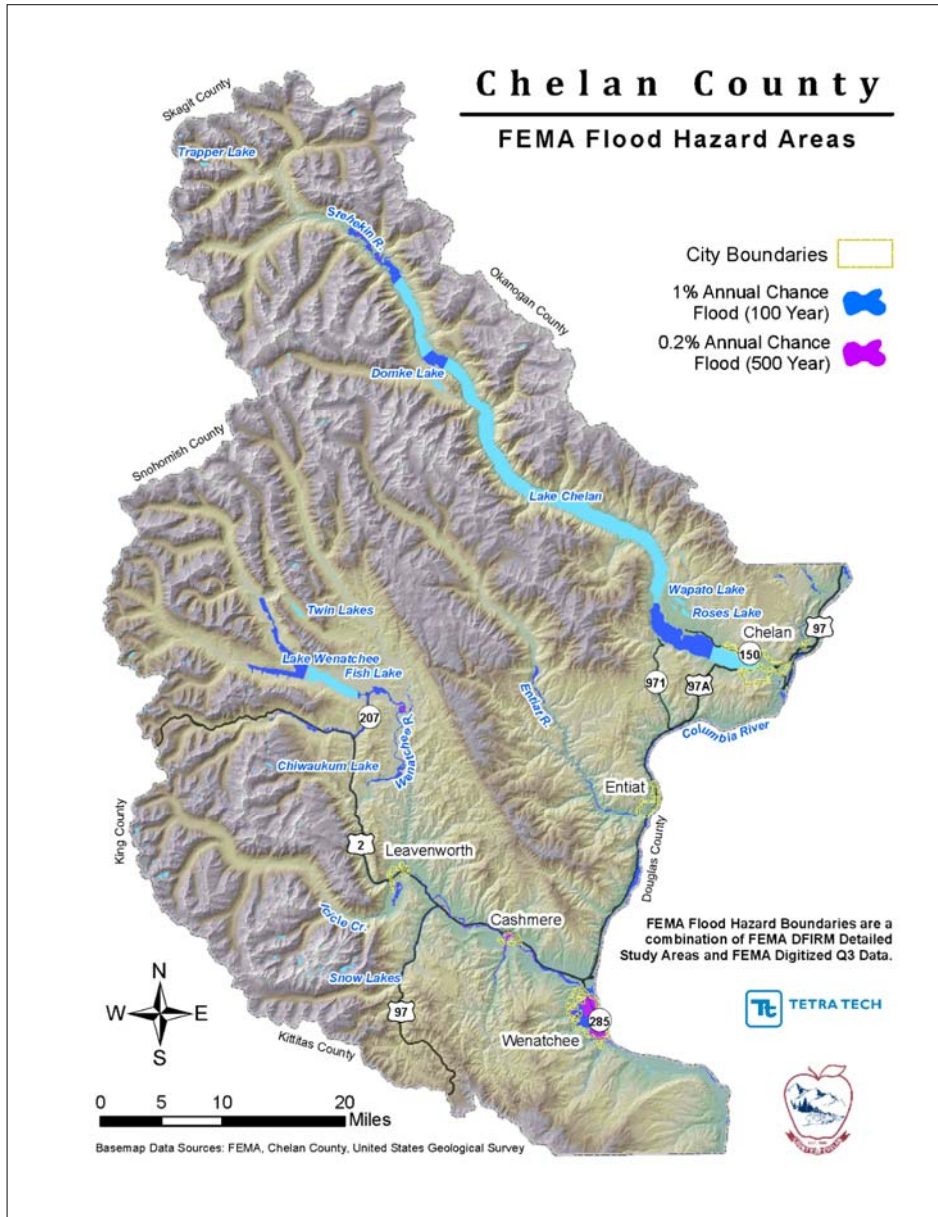 Chelan County
FEMA Flood Hazard Areas
Skagit County
Trapper Lake
Stehekin R.
Okanogan County
City Boundaries
1% Annual Chance
Flood (100 Year)
0.2% Annual Chance
Flood (500 Year)
Domke Lake
Snohomish County
Lake Chelan
Wapato Lake
Roses Lake
Twin Lakes
Chelan
97
150
Lake Wenatchee
Fish Lake
971
97A
Entiat R.
207
Columbia River
Wenatchee R.
Chiwaukum Lake
Entiat
King County
2
Douglas County
Leavenworth
Icicle Cr.
Cashmere
FEMA Flood Hazard Boundaries are a
combination of FEMA DFIRM Detailed
Study Areas and FEMA Digitized Q3 Data.
Snow Lakes
N
W E
S
97
285
Wenatchee
Tt TETRA TECH
Kittitas County
0 5 10 20
Miles
Basemap Data Sources: FEMA, Chelan County, United States Geological Survey